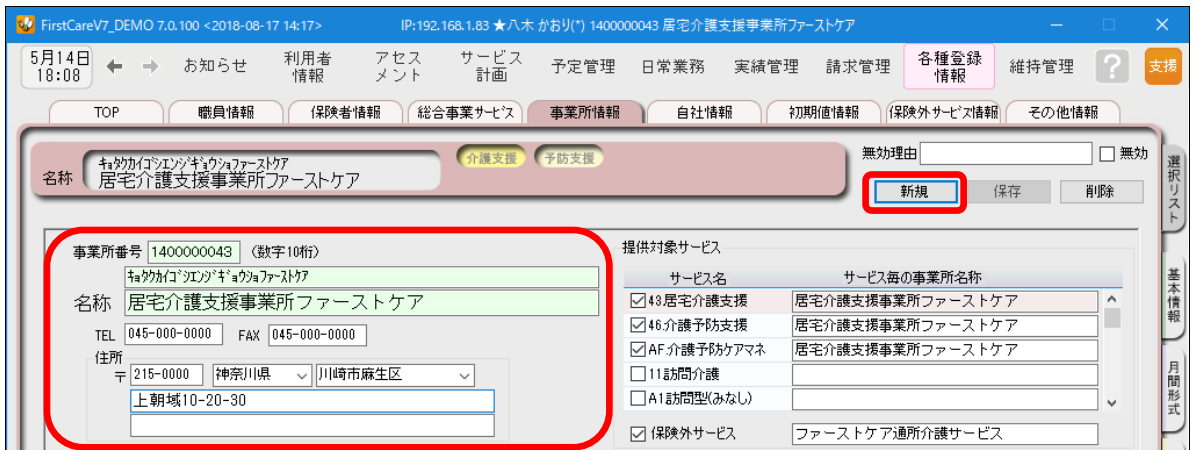 FirstCareV7_DEMO 7.0.100 <2018-08-17 14:17> IP:192.168.1.83 ★八木 かおり(*) 1400000043 居宅介護支援事業所ファーストケア
5月14日 18:08 お知らせ 利用者情報 アセスメント サービス計画 予定管理 日常業務 実績管理 請求管理 各種登録情報 維持管理 ? 支援
TOP 職員情報 保険者情報 総合事業サービス 事業所情報 自社情報 初期値情報 保険外サービス情報 その他情報
ｷｮﾀｸｶｲｺﾞｼｴﾝｼﾞｷﾞｮｳｼｮﾌｧｰｽﾄｹｱ
名称 居宅介護支援事業所ファーストケア
介護支援 予防支援
無効理由 無効
新規 保存 削除
選択リスト
基本情報
月間形式
事業所番号 1400000043 (数字10桁)
ｷｮﾀｸｶｲｺﾞｼｴﾝｼﾞｷﾞｮｳｼｮﾌｧｰｽﾄｹｱ
名称 居宅介護支援事業所ファーストケア
TEL 045-000-0000 FAX 045-000-0000
住所
〒 215-0000 神奈川県 川崎市麻生区
上朝域10-20-30
提供対象サービス
サービス名 サービス毎の事業所名称
43.居宅介護支援 居宅介護支援事業所ファーストケア
46.介護予防支援 居宅介護支援事業所ファーストケア
AF.介護予防ケアマネ 居宅介護支援事業所ファーストケア
11訪問介護
A1訪問型(みなし)
保険外サービス ファーストケア通所介護サービス